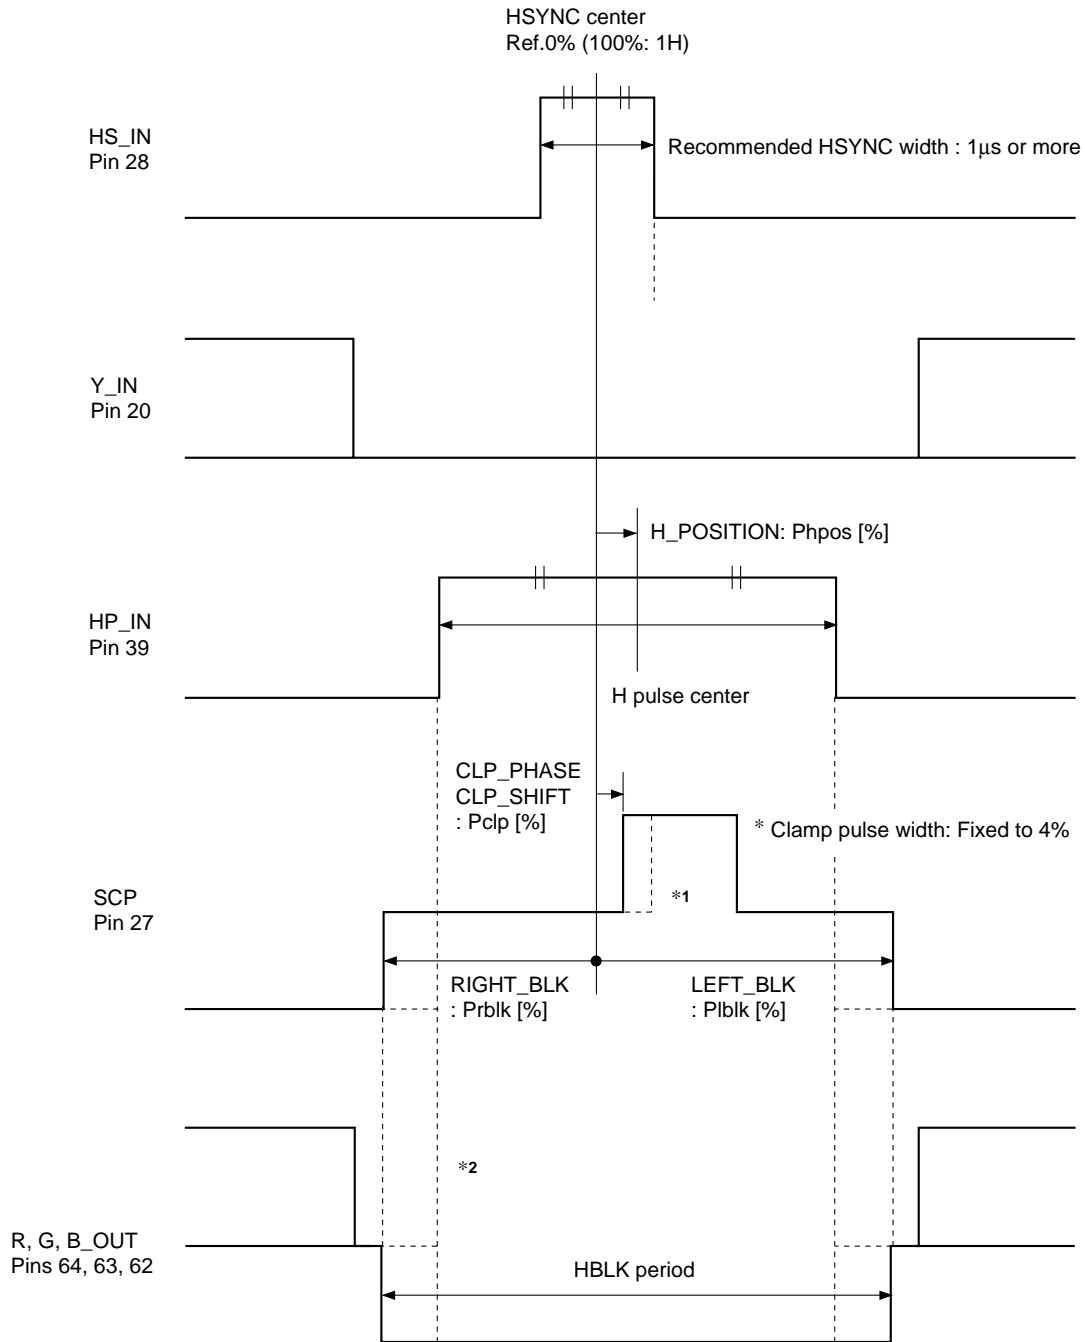 HSYNC center
Ref.0% (100%: 1H)
HS_IN
Pin 28
Recommended HSYNC width : 1μs or more
Y_IN
Pin 20
H_POSITION: Phpos [%]
HP_IN
Pin 39
H pulse center
CLP_PHASE
CLP_SHIFT
: Pclp [%]
* Clamp pulse width: Fixed to 4%
*1
SCP
Pin 27
RIGHT_BLK
: Prblk [%]
LEFT_BLK
: Plblk [%]
*2
R, G, B_OUT
Pins 64, 63, 62
HBLK period